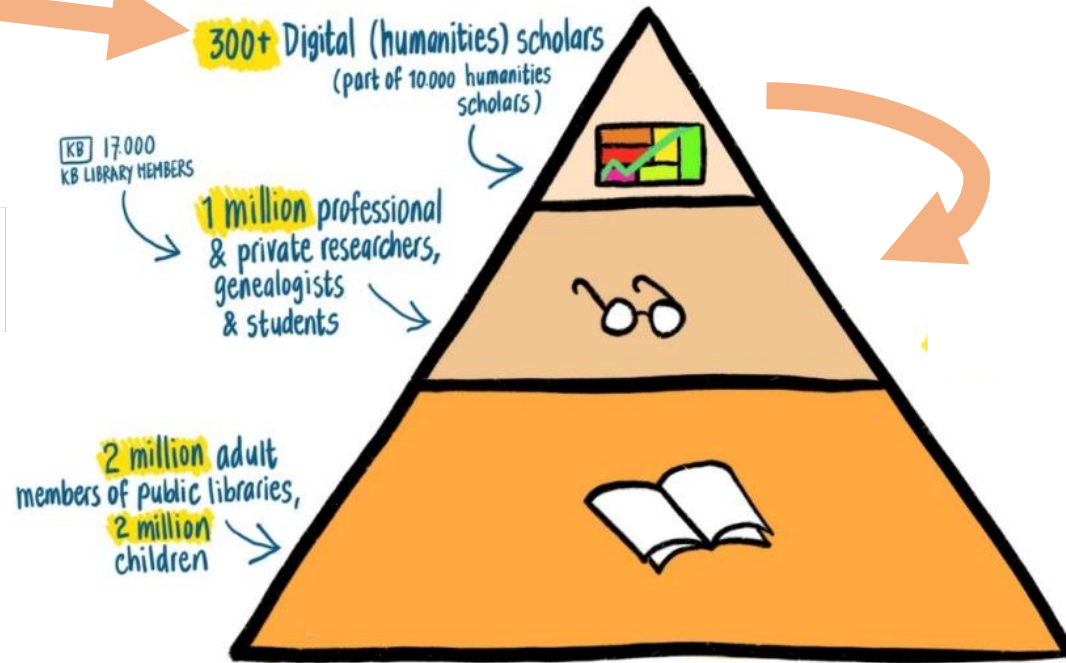 300+ Digital (humanities) scholars
(part of 10.000 humanities
scholars)
KB 17.000
KB LIBRARY MEMBERS
1 million professional
& private researchers,
genealogists
& students
2 million adult
members of public libraries,
2 million
children